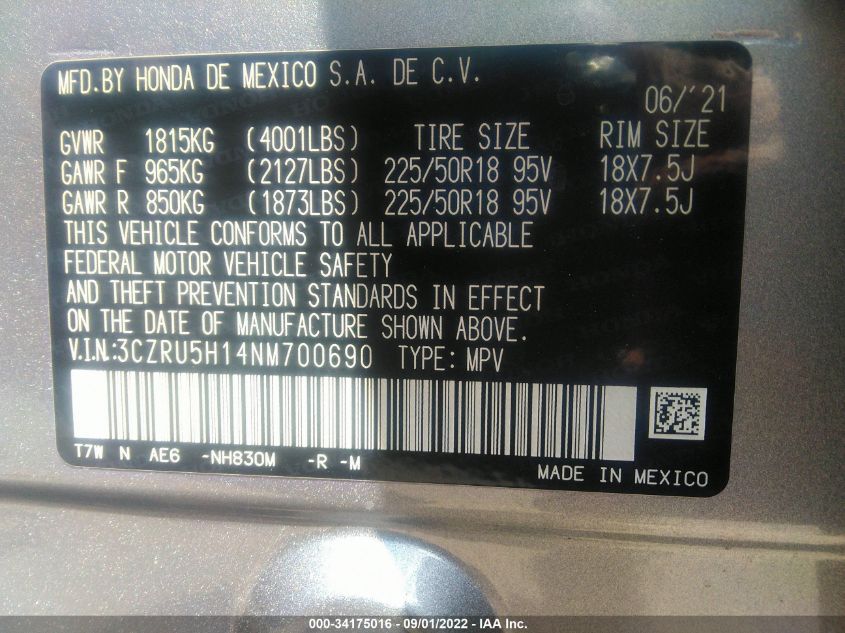 MFD.BY HONDA DE MEXICO S.A. DE C.V.
06/'21
GVWR 1815KG (4001LBS) TIRE SIZE RIM SIZE
GAWR F 965KG (2127LBS) 225/50R18 95V 18X7.5J
GAWR R 850KG (1873LBS) 225/50R18 95V 18X7.5J
THIS VEHICLE CONFORMS TO ALL APPLICABLE
FEDERAL MOTOR VEHICLE SAFETY
AND THEFT PREVENTION STANDARDS IN EFFECT
ON THE DATE OF MANUFACTURE SHOWN ABOVE.
V.I.N.:3CZRU5H14NM700690 TYPE: MPV
T7W N AE6 -NH830M -R -M
MADE IN MEXICO
000-34175016 - 09/01/2022 - IAA Inc.